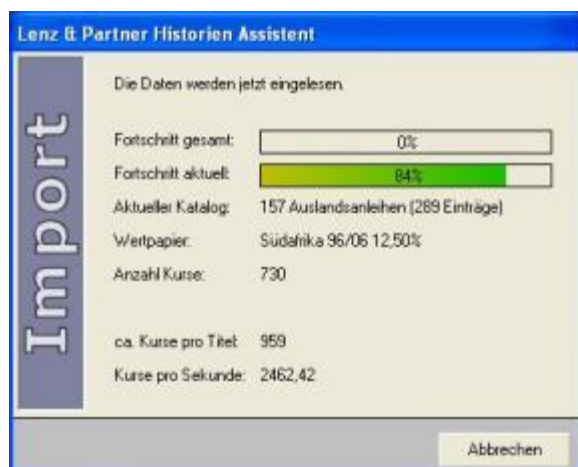 Lenz & Partner Historien Assistent
Import
Die Daten werden jetzt eingelesen.
Fortschritt gesamt: 0%
Fortschritt aktuell: 84%
Aktueller Katalog: 157 Auslandsanleihen (289 Einträge)
Wertpapier: Südafrika 96/06 12,50%
Anzahl Kurse: 730
ca. Kurse pro Titel: 959
Kurse pro Sekunde: 2462,42
Abbrechen